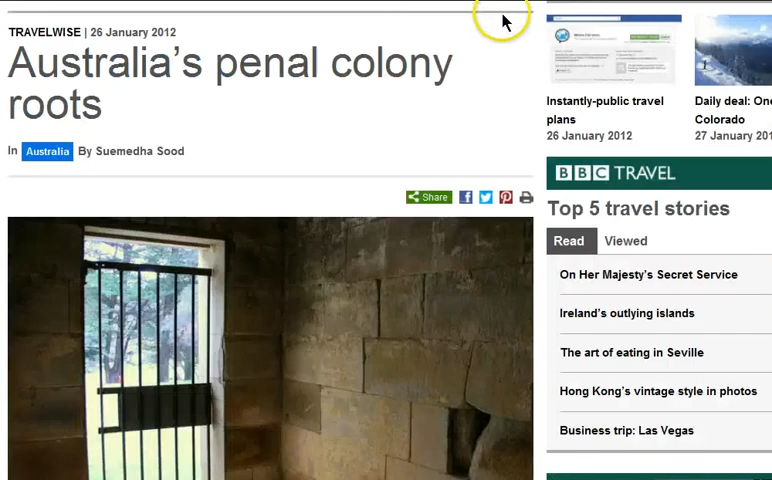 TRAVELWISE | 26 January 2012
Australia's penal colony
roots
In Australia By Suemedha Sood
Share
Instantly-public travel
plans
26 January 2012
Daily deal: One
Colorado
27 January 201
BBC TRAVEL
Top 5 travel stories
Read Viewed
On Her Majesty's Secret Service
Ireland's outlying islands
The art of eating in Seville
Hong Kong's vintage style in photos
Business trip: Las Vegas